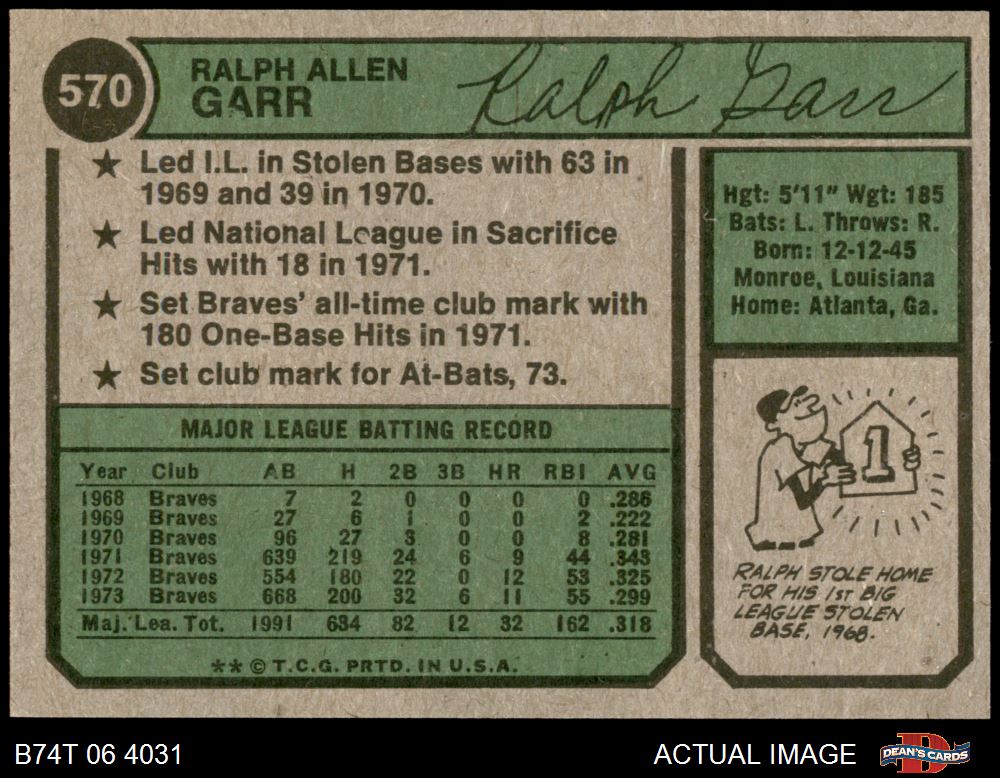 570
RALPH ALLEN
GARR
Ralph Garr
★ Led I.L. in Stolen Bases with 63 in
1969 and 39 in 1970.
★ Led National League in Sacrifice
Hits with 18 in 1971.
★ Set Braves' all-time club mark with
180 One-Base Hits in 1971.
★ Set club mark for At-Bats, 73.
Hgt: 5'11" Wgt: 185
Bats: L. Throws: R.
Born: 12-12-45
Monroe, Louisiana
Home: Atlanta, Ga.
MAJOR LEAGUE BATTING RECORD
Year Club AB H 2B 3B HR RBI AVG
1968 Braves 7 2 0 0 0 0 .286
1969 Braves 27 6 1 0 0 2 .222
1970 Braves 96 27 3 0 0 8 .281
1971 Braves 639 219 24 6 9 44 .343
1972 Braves 554 180 22 0 12 53 .325
1973 Braves 668 200 32 6 11 55 .299
Maj. Lea. Tot. 1991 634 82 12 32 162 .318
** © T.C.G. PRTD. IN U.S.A.
1
RALPH STOLE HOME
FOR HIS 1ST BIG
LEAGUE STOLEN
BASE, 1968.
B74T 06 4031
ACTUAL IMAGE
DEAN'S CARDS